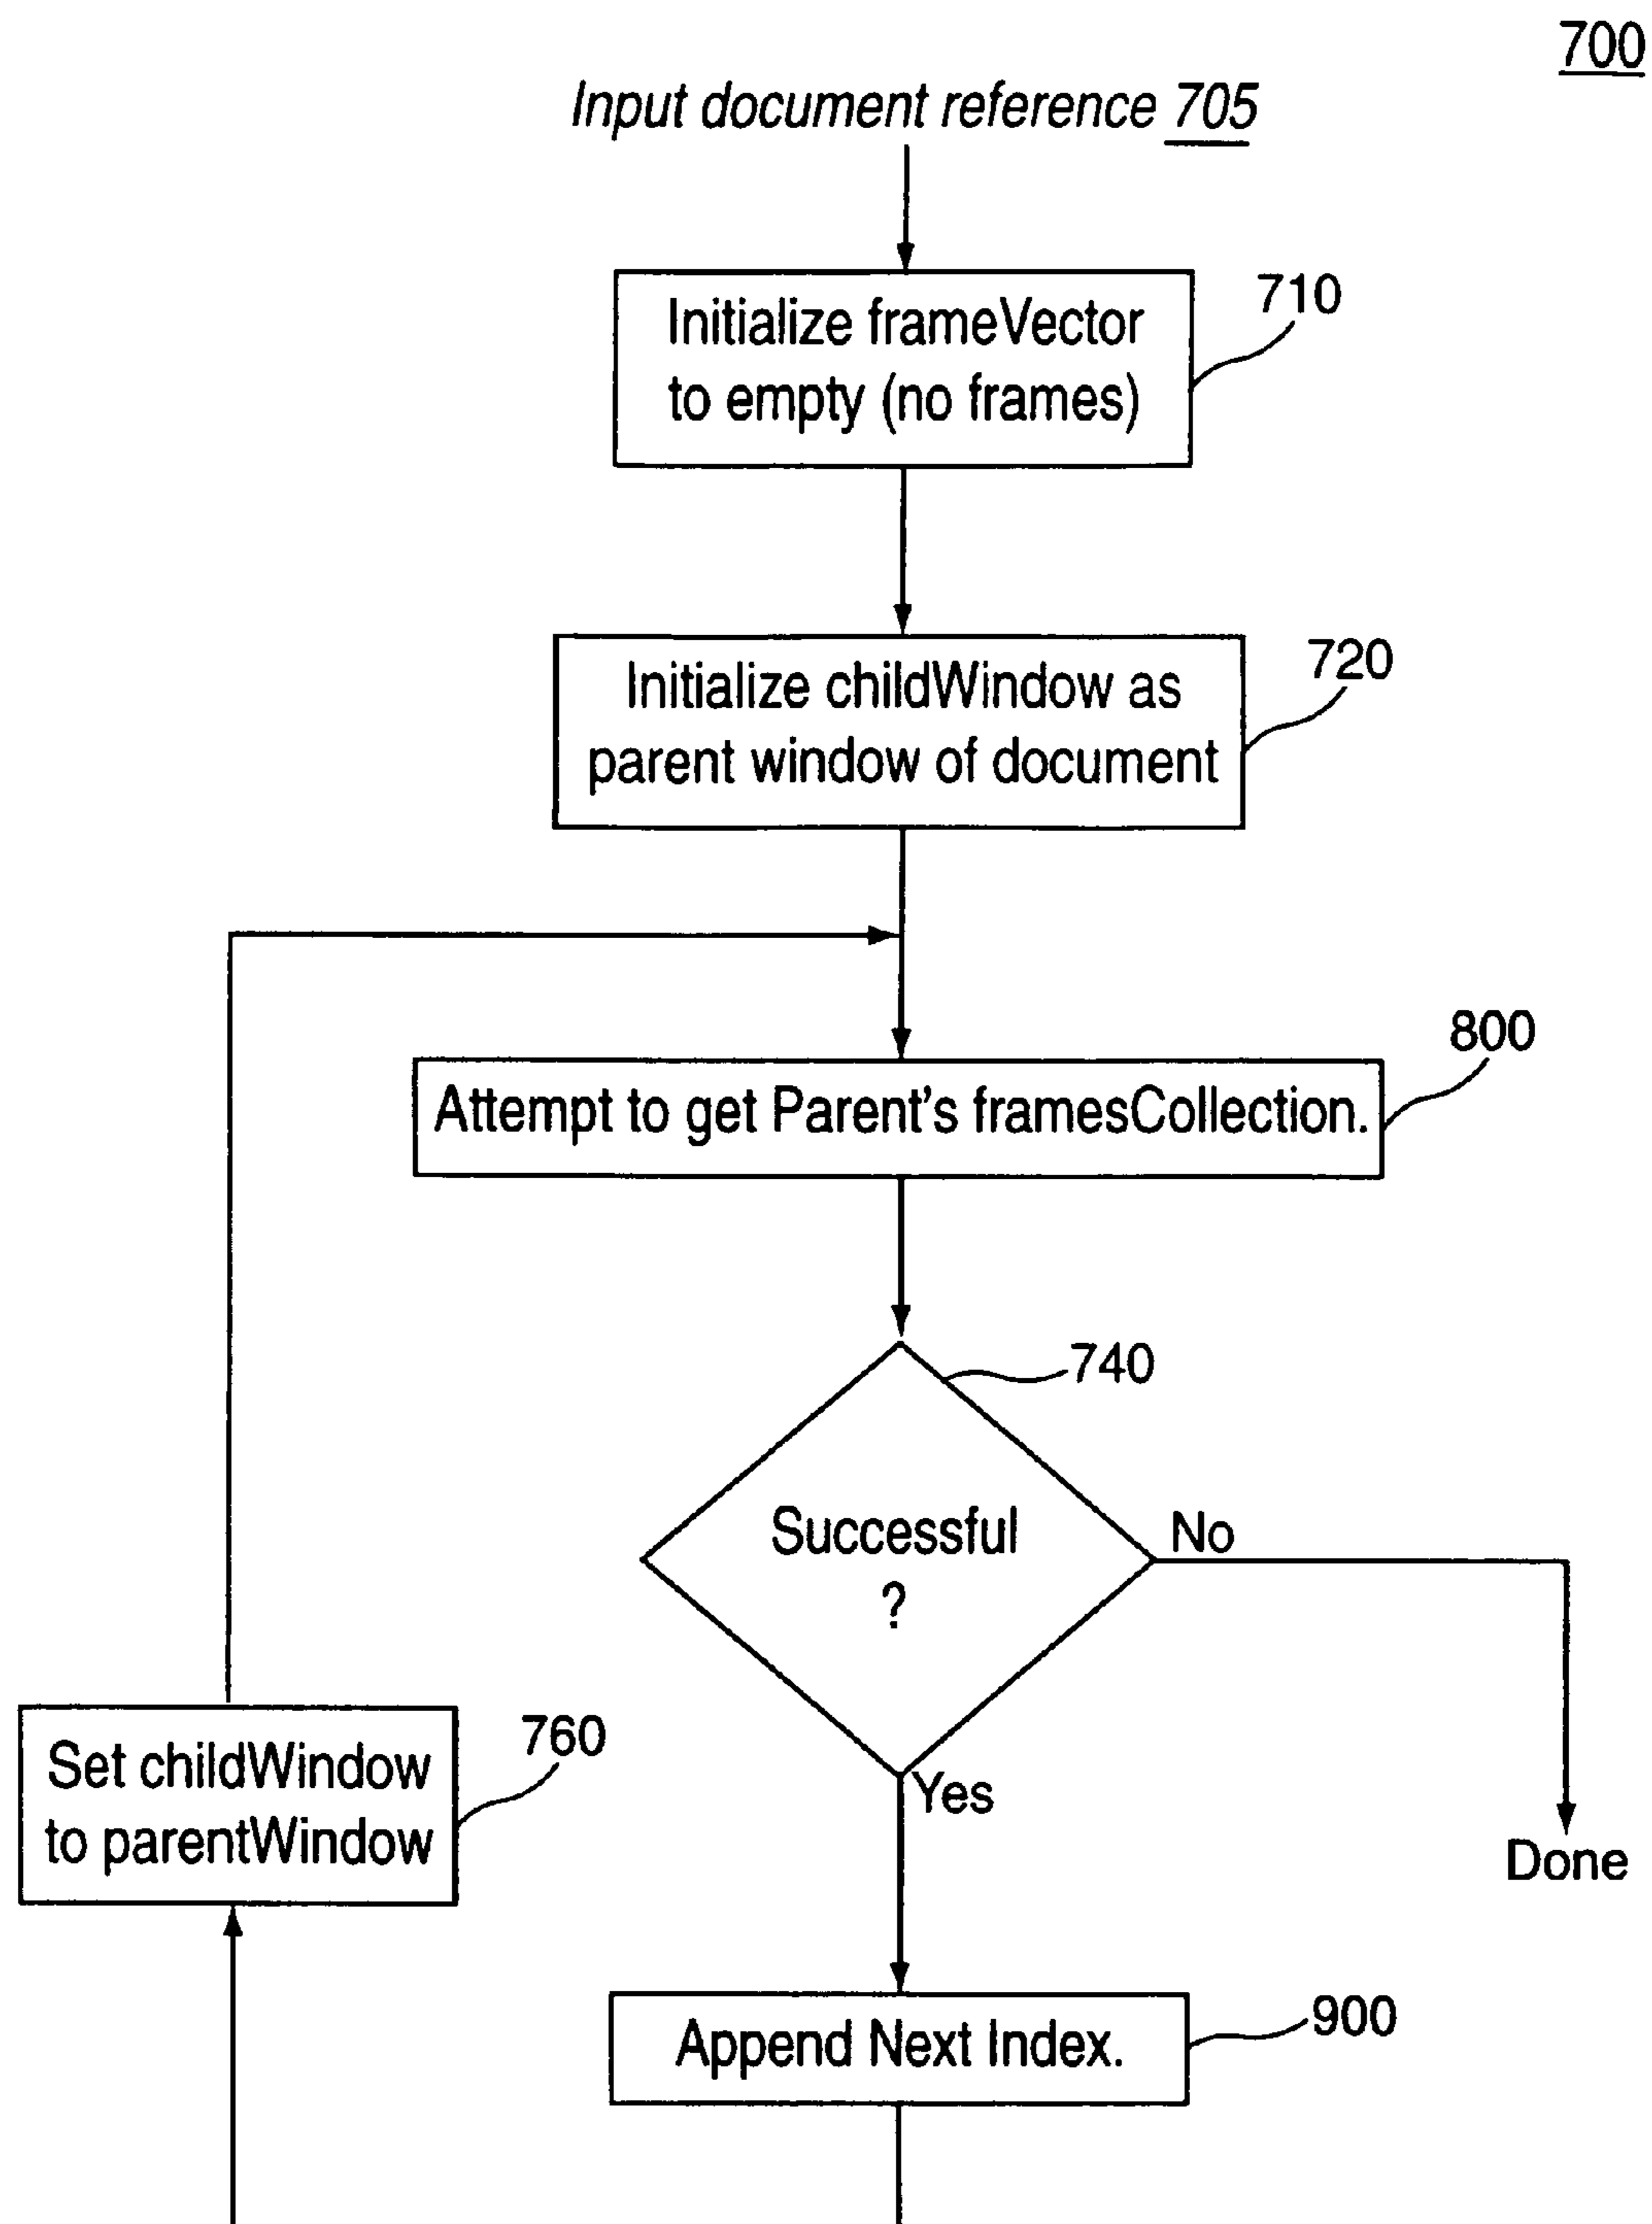 700
Input document reference 705
Initialize frameVector
to empty (no frames)
710
Initialize childWindow as
parent window of document
720
Attempt to get Parent's framesCollection.
800
Successful
?
740
No
Yes
Done
Set childWindow
to parentWindow
760
Append Next Index.
900